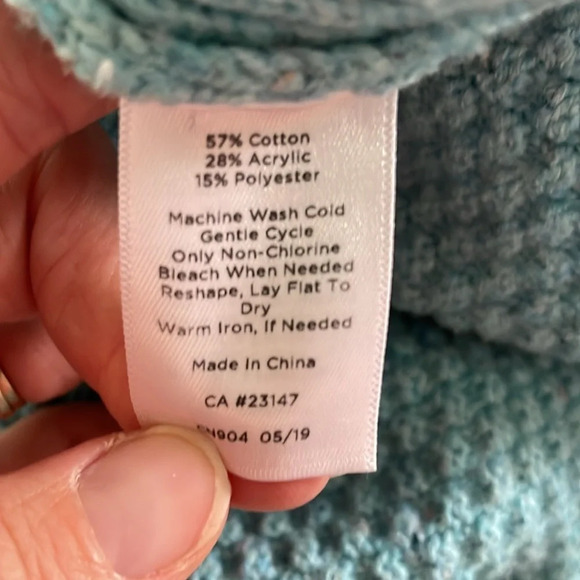 57% Cotton
28% Acrylic
15% Polyester
Machine Wash Cold
Gentle Cycle
Only Non-Chlorine
Bleach When Needed
Reshape, Lay Flat To
Dry
Warm Iron, If Needed
Made In China
CA #23147
05/19